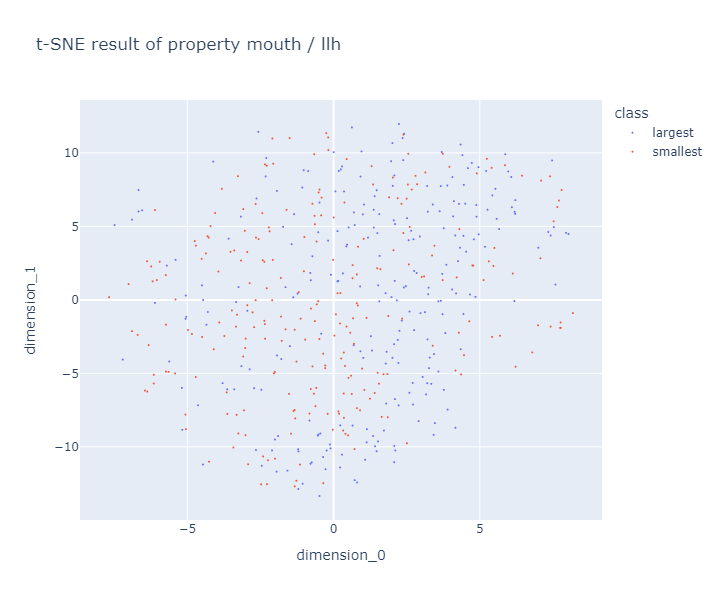 t-SNE result of property mouth / llh
class
largest
smallest
10
5
0
−5
−10
dimension_1
−5
0
5
dimension_0